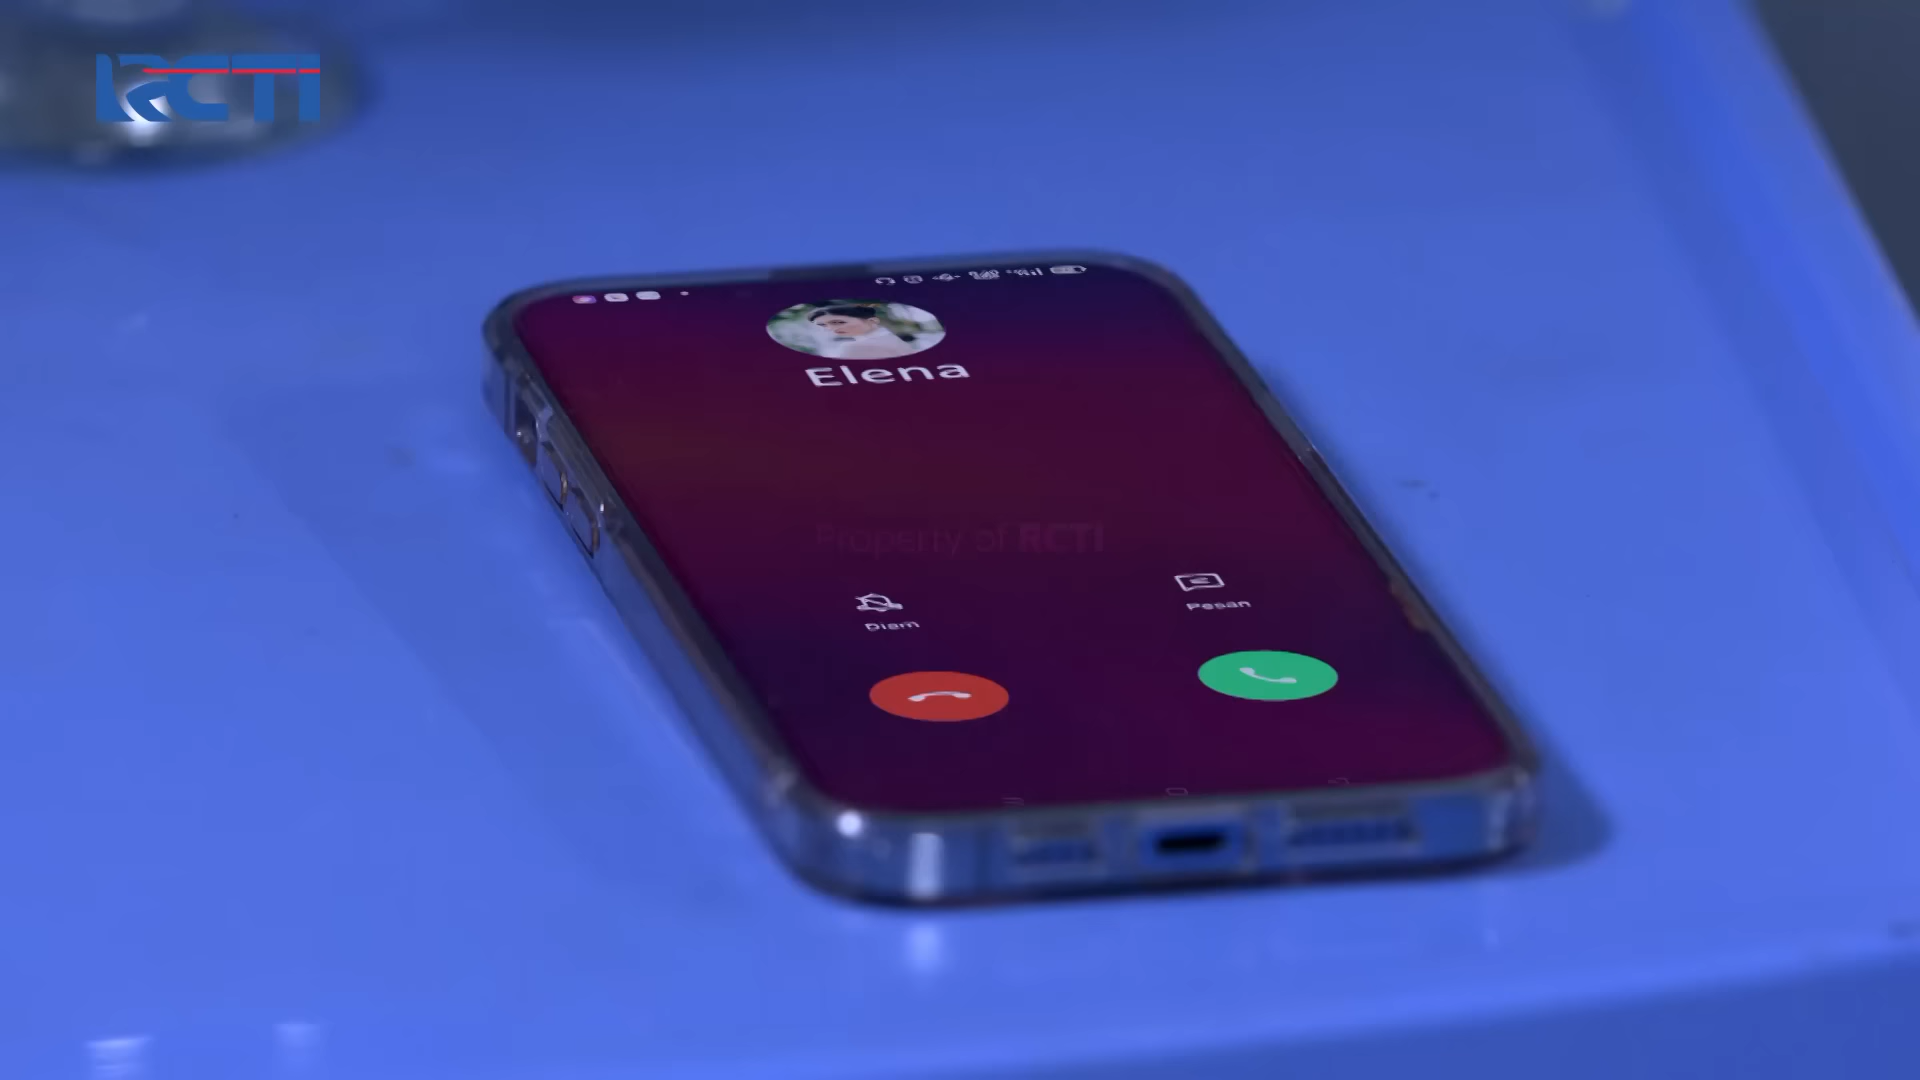 RCTI
Elena
Property of RCTI
Pesan
Diam